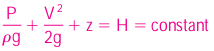 P/ρg + V²/2g + z = H = constant